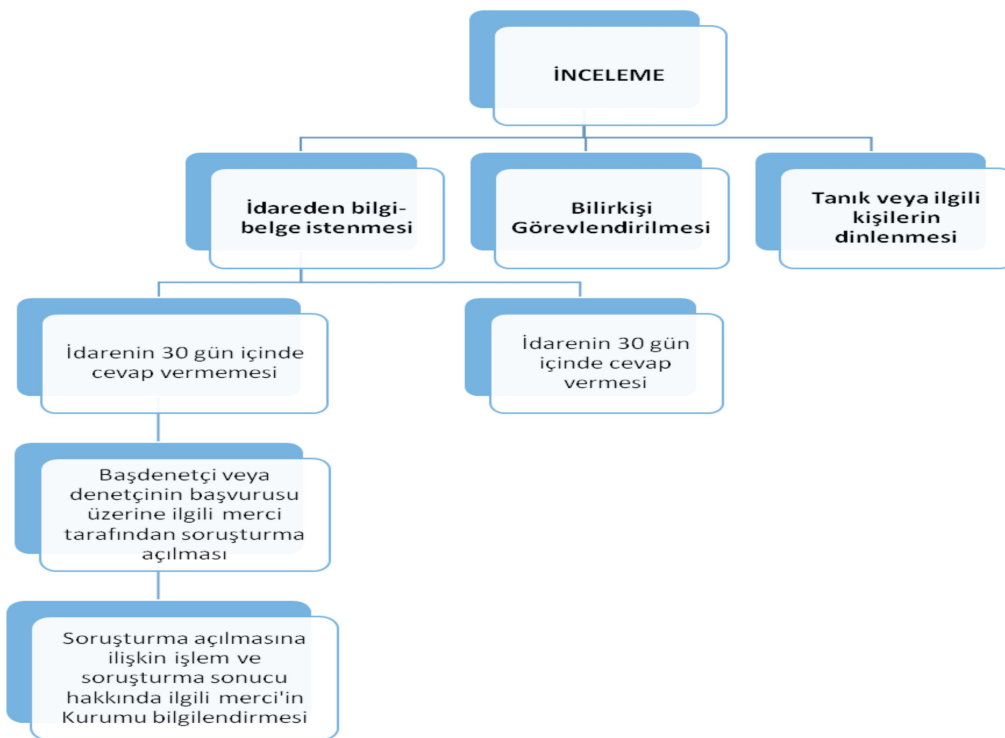 İNCELEME
İdareden bilgi-
belge istenmesi
Bilirkişi
Görevlendirilmesi
Tanık veya ilgili
kişilerin
dinlenmesi
İdarenin 30 gün içinde
cevap vermemesi
İdarenin 30 gün
içinde cevap
vermesi
Başdenetçi veya
denetçinin başvurusu
üzerine ilgili merci
tarafından soruşturma
açılması
Soruşturma açılmasına
ilişkin işlem ve
soruşturma sonucu
hakkında ilgili merci'in
Kurumu bilgilendirmesi